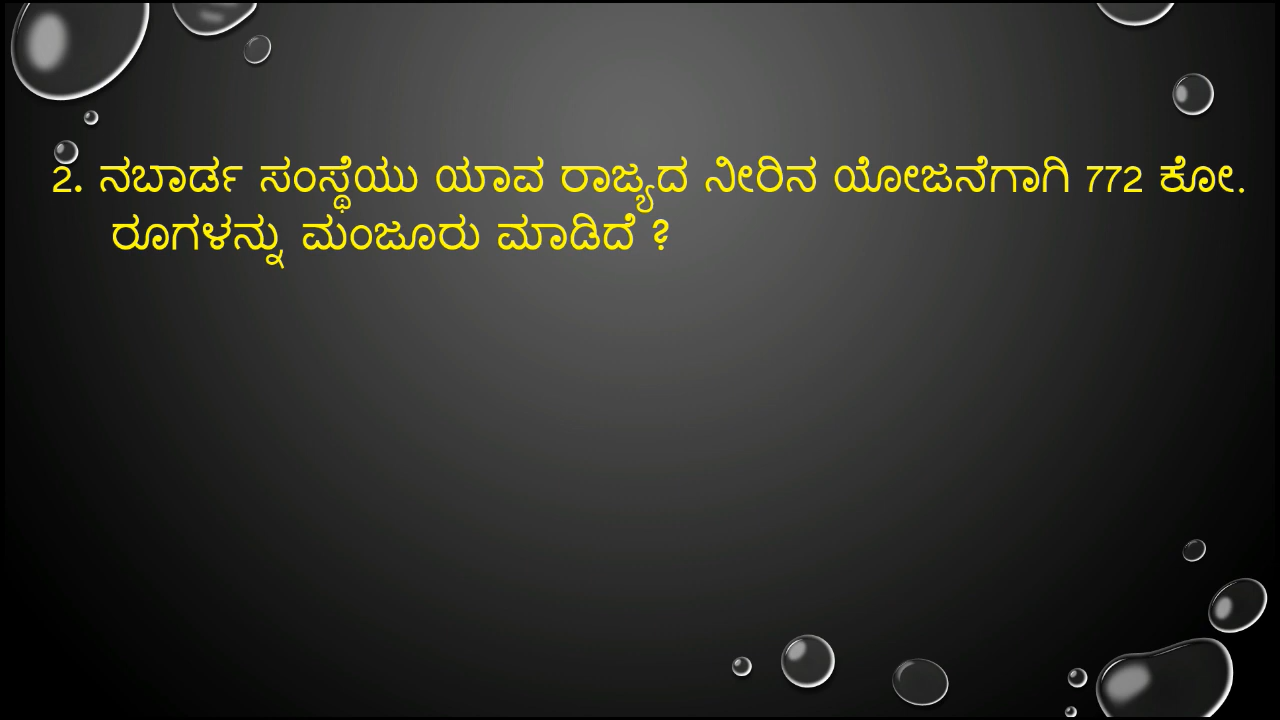 2. ನಬಾರ್ಡ ಸಂಸ್ಥೆಯು ಯಾವ ರಾಜ್ಯದ ನೀರಿನ ಯೋಜನೆಗಾಗಿ 772 ಕೋ.
ರೂಗಳನ್ನು ಮಂಜೂರು ಮಾಡಿದೆ ?